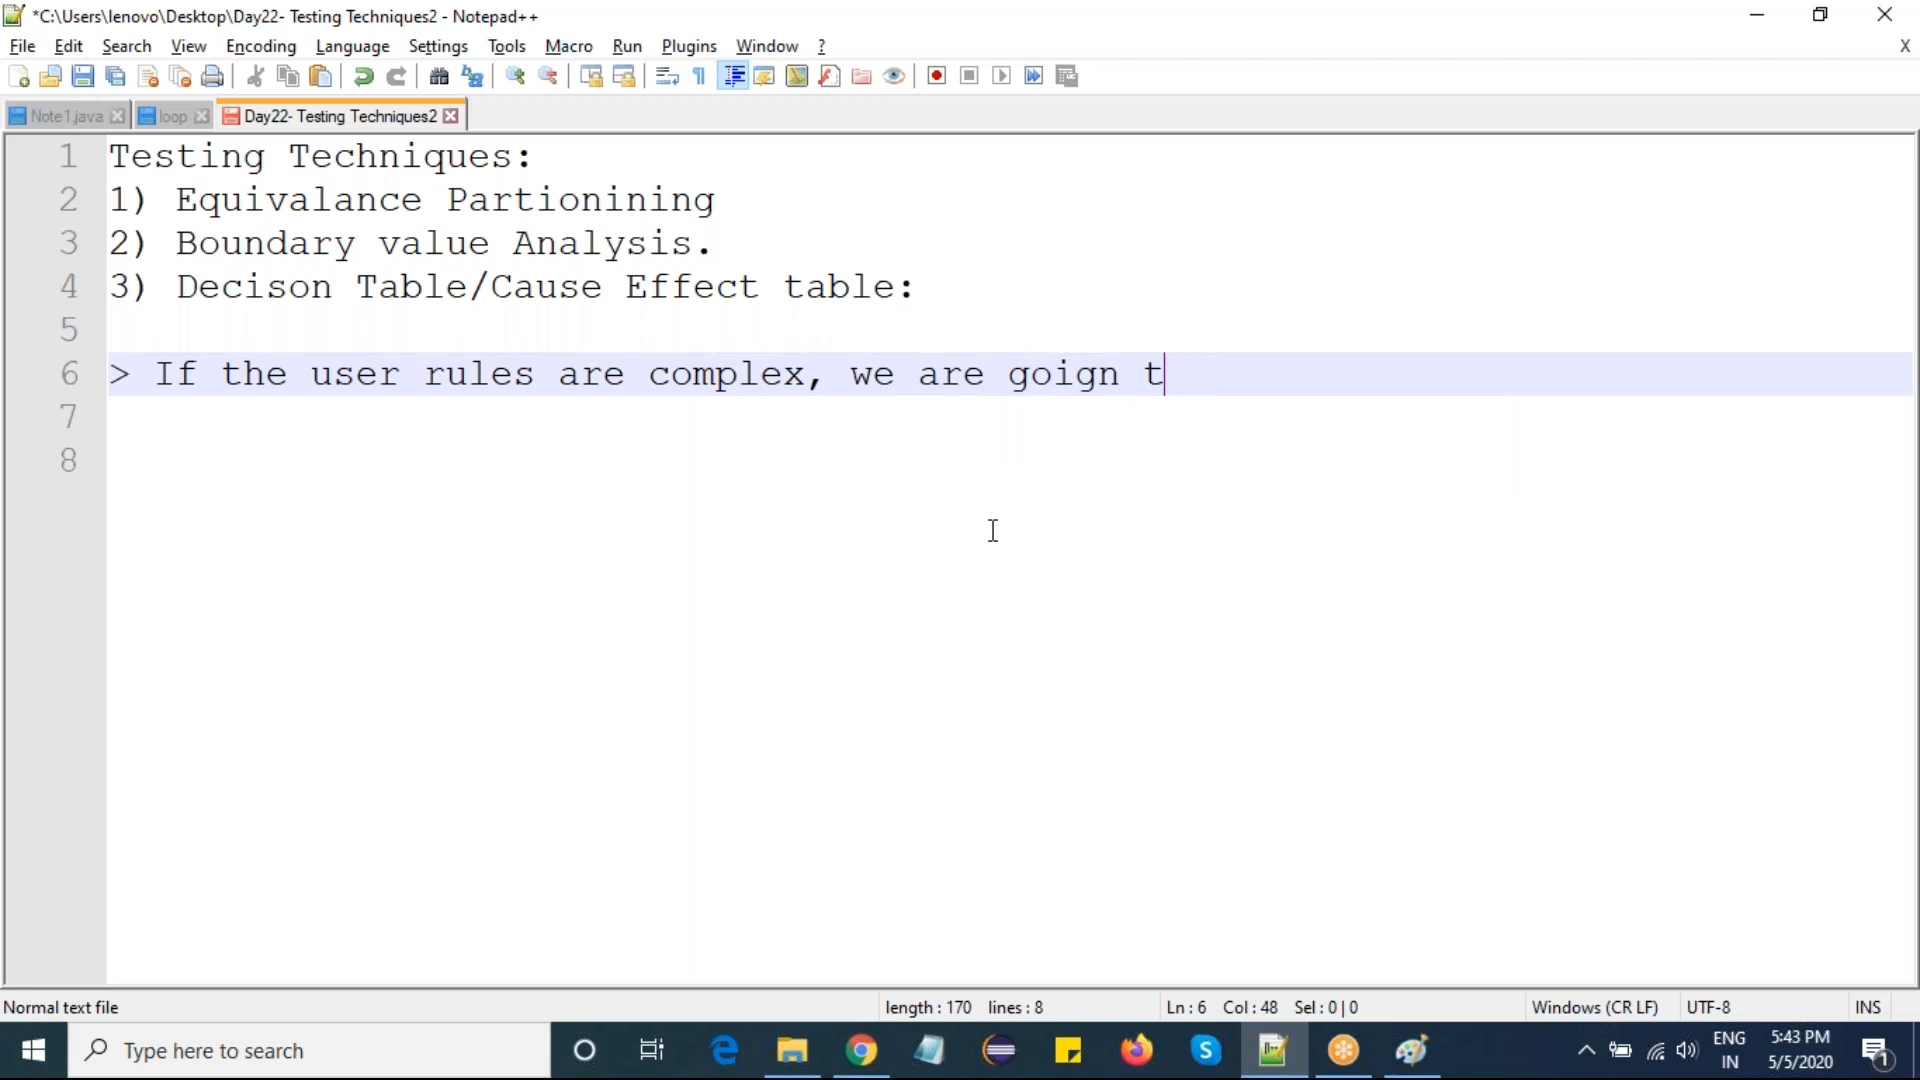 *C:\Users\lenovo\Desktop\Day22- Testing Techniques2 - Notepad++
File Edit Search View Encoding Language Settings Tools Macro Run Plugins Window ? X
Note1.java loop Day22- Testing Techniques2
1 Testing Techniques:
2 1) Equivalance Partionining
3 2) Boundary value Analysis.
4 3) Decison Table/Cause Effect table:
5
6 > If the user rules are complex, we are goign t
7
8
Normal text file length : 170 lines : 8 Ln : 6 Col : 48 Sel : 0 | 0 Windows (CR LF) UTF-8 INS
Type here to search ENG 5:43 PM
IN 5/5/2020 1